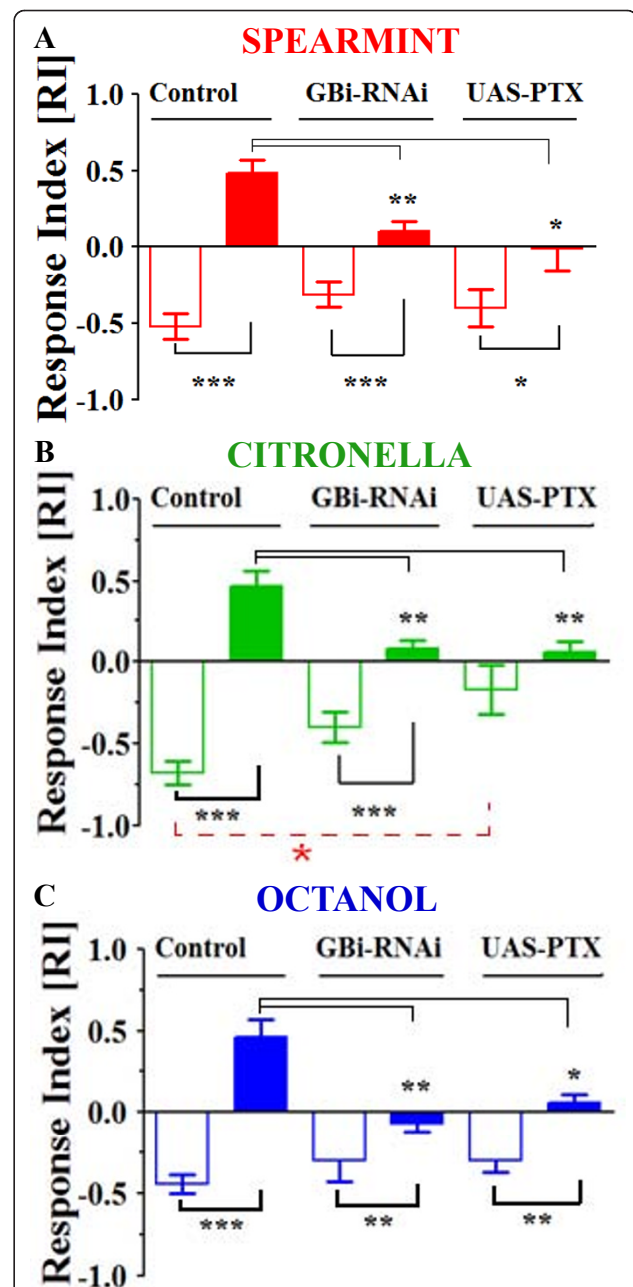 A
SPEARMINT
Response Index [RI]
Control GBi-RNAi UAS-PTX
1.0
0.5
0.0
-0.5
-1.0
** *
*** *** *
B
CITRONELLA
Response Index [RI]
Control GBi-RNAi UAS-PTX
1.0
0.5
0.0
-0.5
-1.0
** **
*** ***
*
C
OCTANOL
Response Index [RI]
Control GBi-RNAi UAS-PTX
1.0
0.5
0.0
-0.5
-1.0
** *
*** ** **